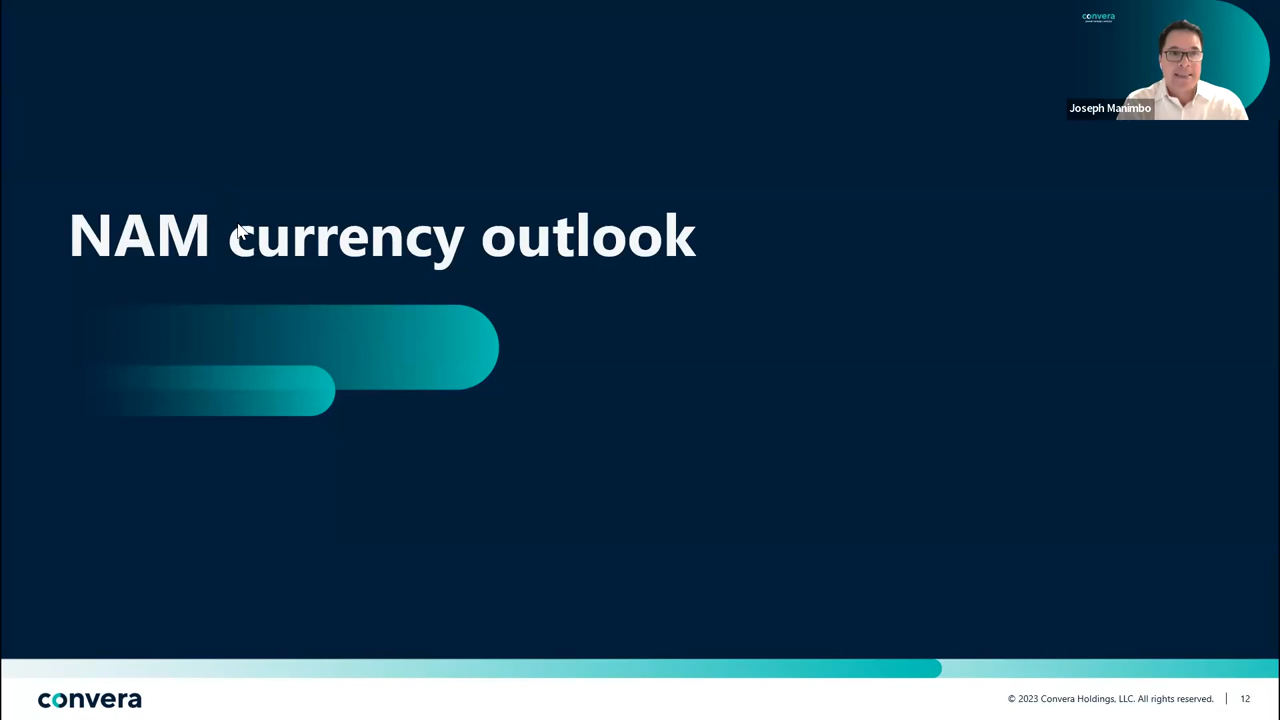 convera
Joseph Manimbo
NAM currency outlook
convera
© 2023 Convera Holdings, LLC. All rights reserved. | 12